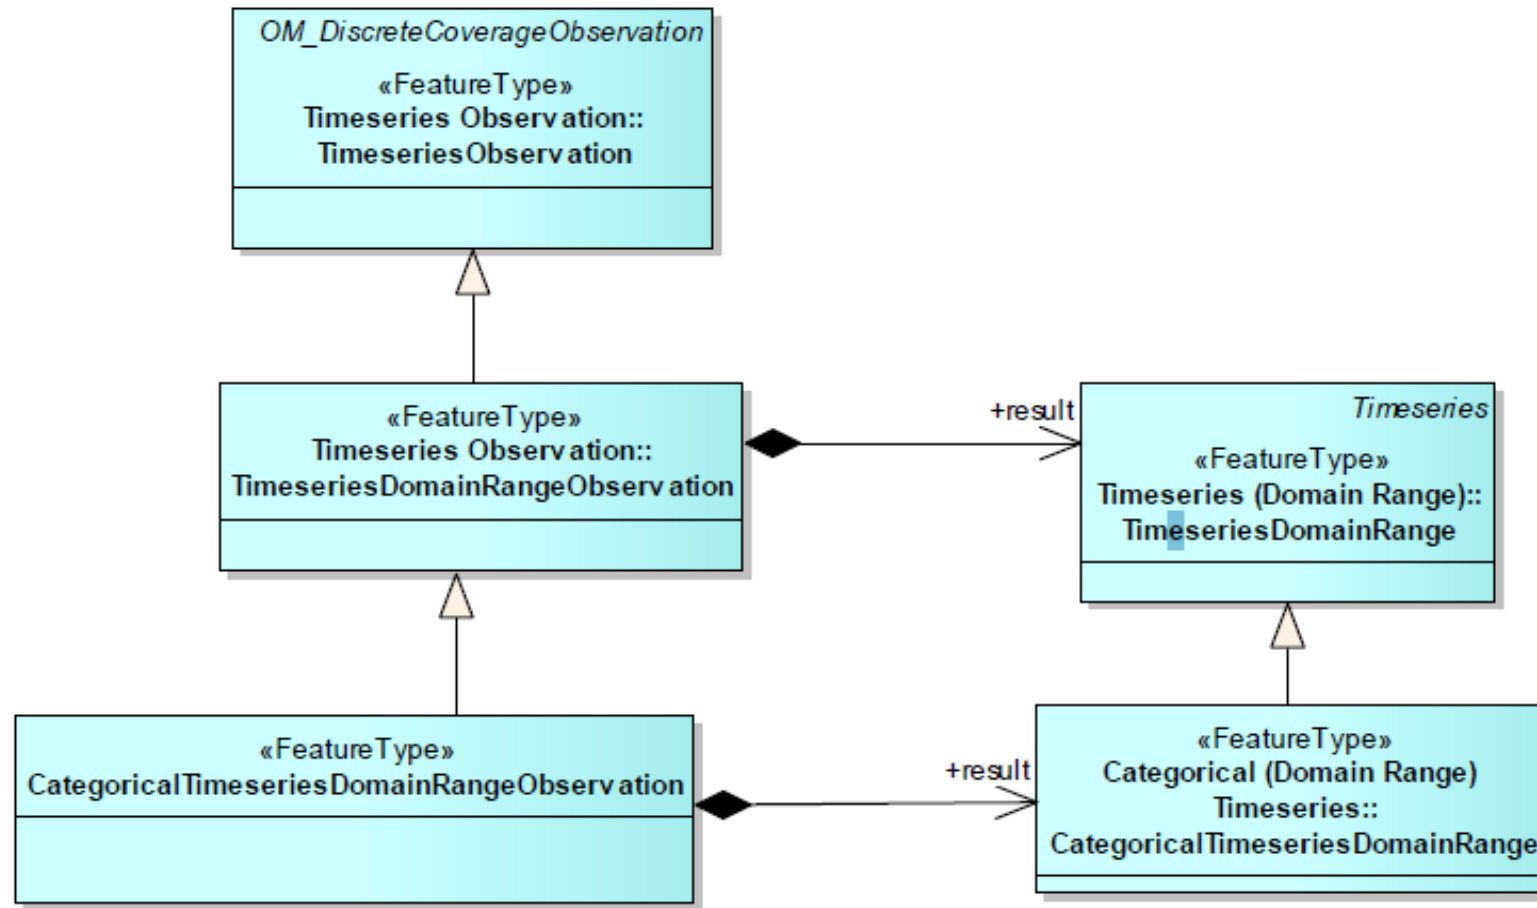 OM_DiscreteCoverageObservation
«FeatureType»
Timeseries Observation::
TimeseriesObservation
«FeatureType»
Timeseries Observation::
TimeseriesDomainRangeObservation
+result
Timeseries
«FeatureType»
Timeseries (Domain Range)::
TimeseriesDomainRange
«FeatureType»
CategoricalTimeseriesDomainRangeObservation
+result
«FeatureType»
Categorical (Domain Range)
Timeseries::
CategoricalTimeseriesDomainRange